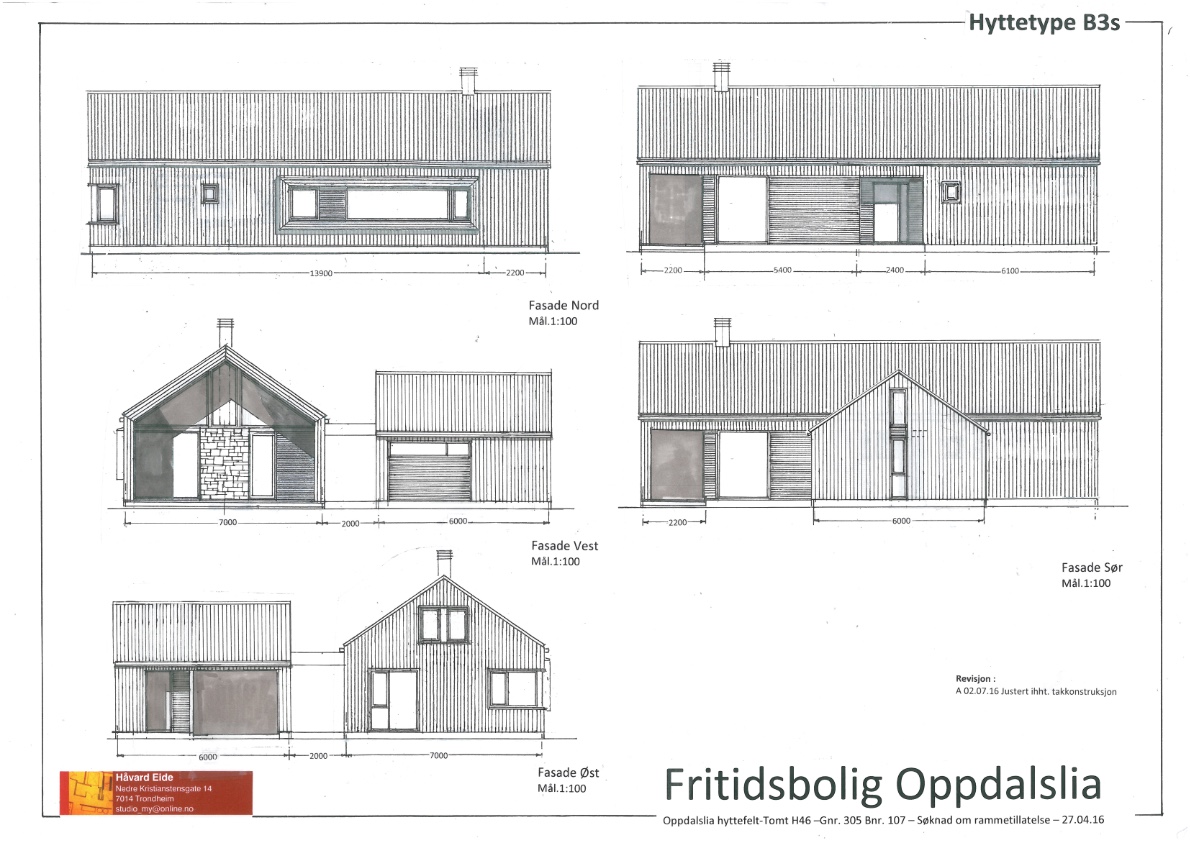 Hyttetype B3s
13900
2200
Fasade Nord
Mål.1:100
2200
5400
2400
6100
7000
2000
6000
Fasade Vest
Mål.1:100
2200
6000
Fasade Sør
Mål.1:100
6000
2000
7000
Fasade Øst
Mål.1:100
Revisjon :
A 02.07.16 Justert ihht. takkonstruksjon
Håvard Eide
Nedre Kristianstensgate 14
7014 Trondheim
studio_my@online.no
Fritidsbolig Oppdalslia
Oppdalslia hyttefelt-Tomt H46 –Gnr. 305 Bnr. 107 – Søknad om rammetillatelse – 27.04.16